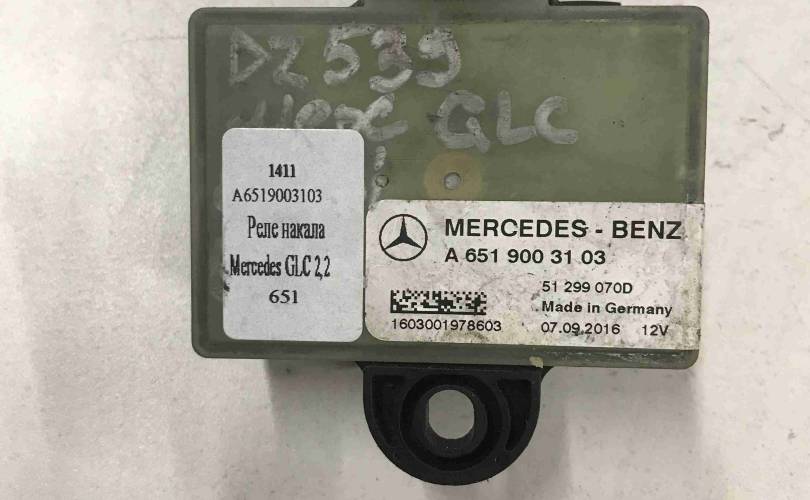 DZ 539
GLC
1411
A6519003103
Реле накала
Mercedes GLC 2,2
651
MERCEDES - BENZ
A 651 900 31 03
51 299 070D
Made in Germany
1603001978603
07.09.2016 12V